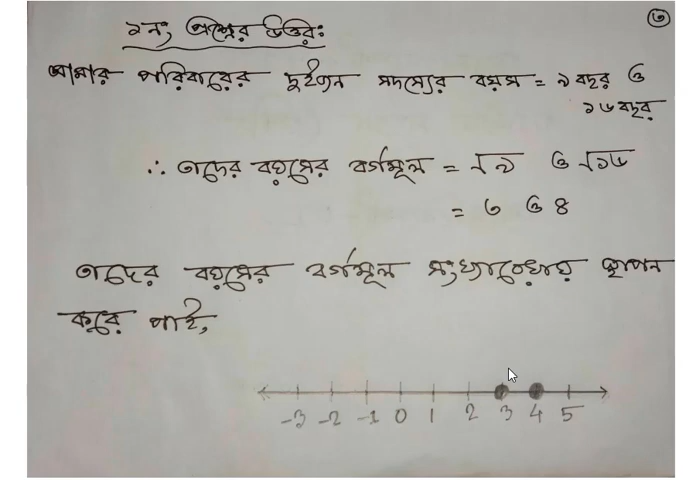 ৩
১নং প্রশ্নের উত্তর:
আমার পরিবারের দুইজন সদস্যের বয়স = ৯ বছর ও
১৬ বছর
∴ তাদের বয়সের বর্গমূল = √৯ ও √১৬
= ৩ ও ৪
তাদের বয়সের বর্গমূল সংখ্যারেখায় স্থাপন
করে পাই,
-3 -2 -1 0 1 2 3 4 5